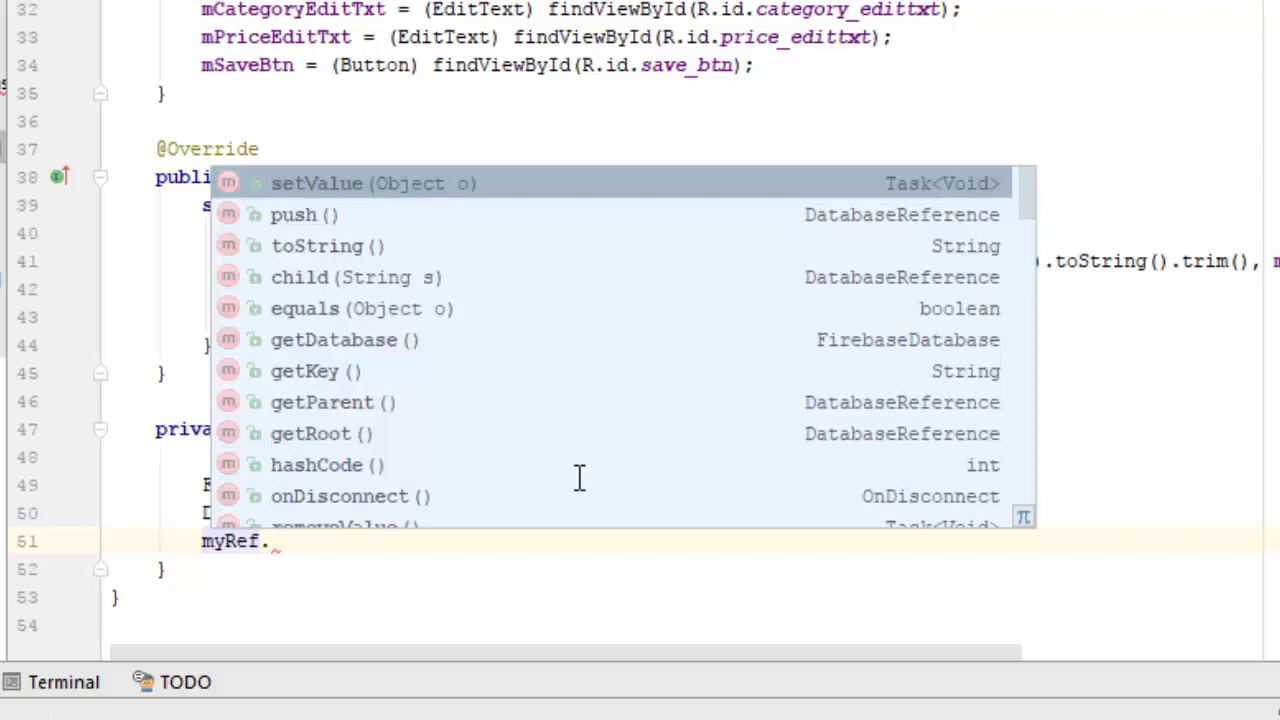 32 mCategoryEditTxt = (EditText) findViewById(R.id.category_edittxt);
33 mPriceEditTxt = (EditText) findViewById(R.id.price_edittxt);
34 mSaveBtn = (Button) findViewById(R.id.save_btn);
35 }
36
37 @Override
38 publi
39 s
40
41 ).toString().trim(), m
42
43
44 }
45 }
46
47 priva
48
49 F
50 D
51 myRef.
52 }
53 }
54
m setValue(Object o) Task<Void>
m push() DatabaseReference
m toString() String
m child(String s) DatabaseReference
m equals(Object o) boolean
m getDatabase() FirebaseDatabase
m getKey() String
m getParent() DatabaseReference
m getRoot() DatabaseReference
m hashCode() int
m onDisconnect() OnDisconnect
m removeValue() Task<Void>
π
Terminal TODO